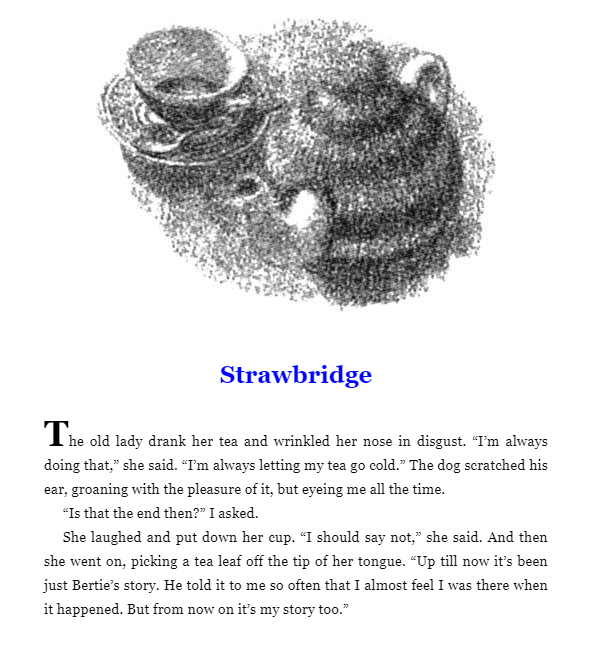 Strawbridge
The old lady drank her tea and wrinkled her nose in disgust. “I’m always
doing that,” she said. “I’m always letting my tea go cold.” The dog scratched his
ear, groaning with the pleasure of it, but eyeing me all the time.
“Is that the end then?” I asked.
She laughed and put down her cup. “I should say not,” she said. And then
she went on, picking a tea leaf off the tip of her tongue. “Up till now it’s been
just Bertie’s story. He told it to me so often that I almost feel I was there when
it happened. But from now on it’s my story too.”